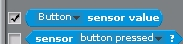 Button sensor value
sensor button pressed ?